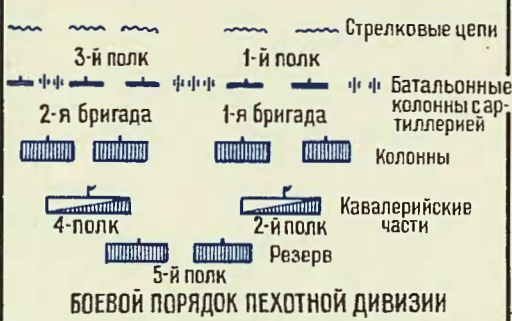 Стрелковые цепи
3-й полк 1-й полк
Батальонные
колонны с ар-
тиллерией
2-я бригада 1-я бригада
Колонны
Кавалерийские
части
4-полк 2-й полк
Резерв
5-й полк
БОЕВОЙ ПОРЯДОК ПЕХОТНОЙ ДИВИЗИИ